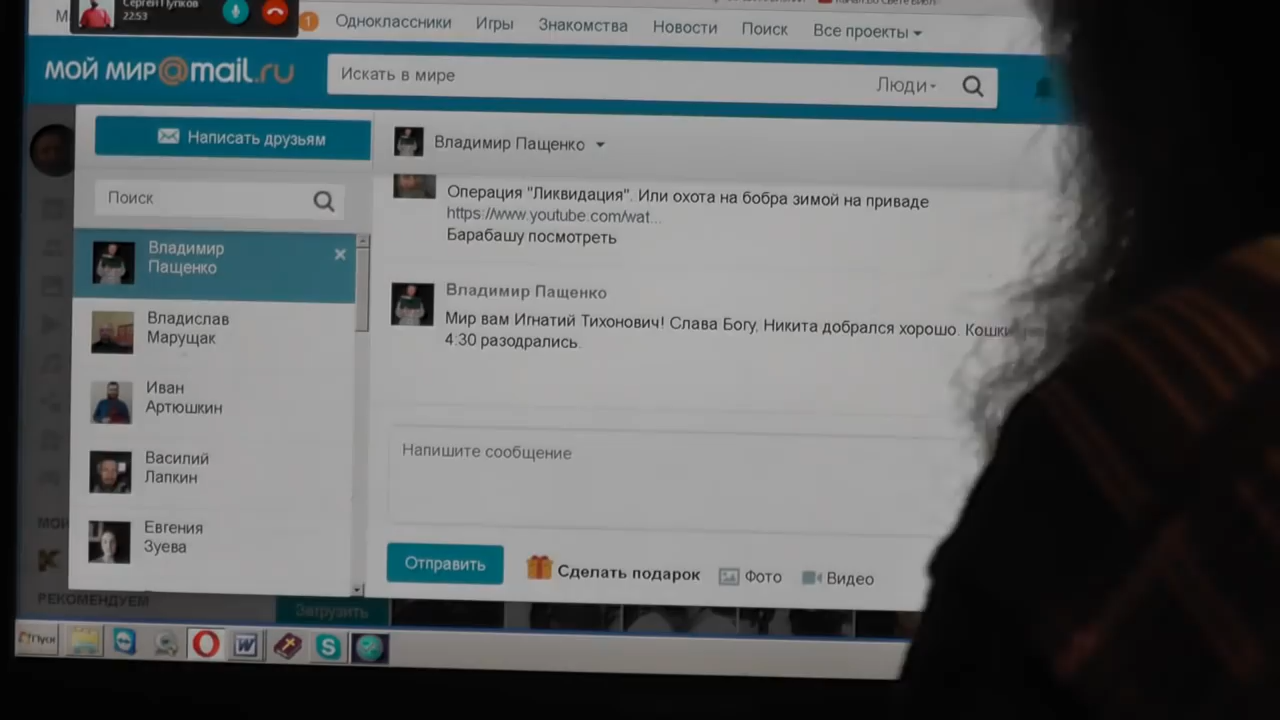 Сергей Пупков
22:53
1
Одноклассники Игры Знакомства Новости Поиск Все проекты
МОЙ МИР@mail.ru
Искать в мире
Люди
Написать друзьям
Поиск
Владимир
Пащенко
Владислав
Марущак
Иван
Артюшкин
Василий
Лапкин
Евгения
Зуева
Владимир Пащенко
Операция "Ликвидация". Или охота на бобра зимой на приваде
https://www.youtube.com/wat...
Барабашу посмотреть
Владимир Пащенко
Мир вам Игнатий Тихонович! Слава Богу, Никита добрался хорошо. Кошки
4:30 разодрались.
Напишите сообщение
Отправить
Сделать подарок
Фото
Видео
РЕКОМЕНДУЕМ
Загрузить
Пуск